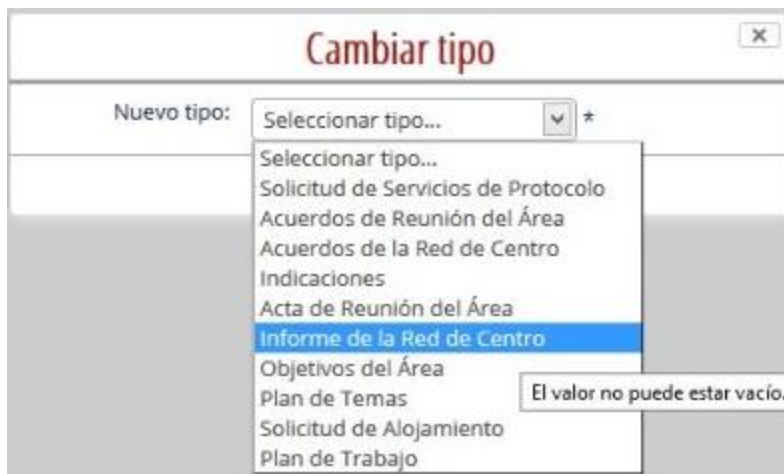 Cambiar tipo
Nuevo tipo: Seleccionar tipo... *
Seleccionar tipo...
Solicitud de Servicios de Protocolo
Acuerdos de Reunión del Área
Acuerdos de la Red de Centro
Indicaciones
Acta de Reunión del Área
Informe de la Red de Centro
Objetivos del Área
El valor no puede estar vacío.
Plan de Temas
Solicitud de Alojamiento
Plan de Trabajo